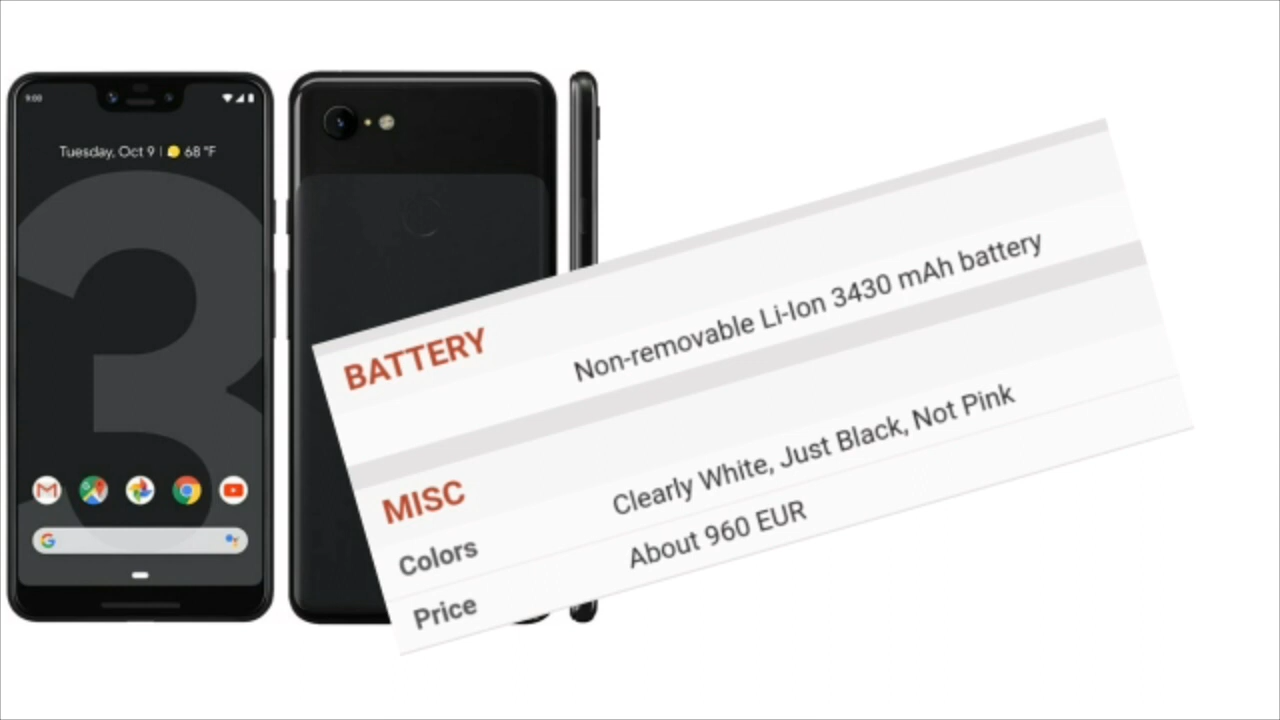 9:00
Tuesday, Oct 9 | 68 °F
3
G
BATTERY
Non-removable Li-Ion 3430 mAh battery
MISC
Colors Clearly White, Just Black, Not Pink
Price About 960 EUR